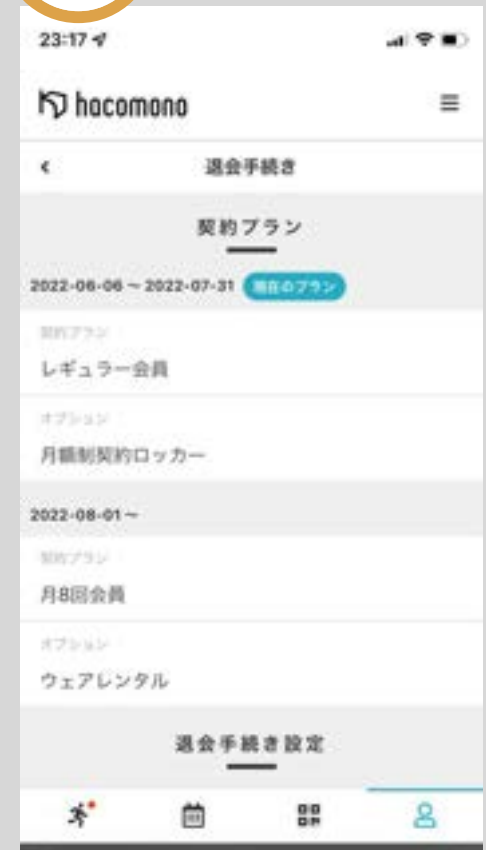 23:17
hacomono
退会手続き
契約プラン
2022-06-06 ~ 2022-07-31 現在のプラン
契約プラン
レギュラー会員
オプション
月額制契約ロッカー
2022-08-01 ~
契約プラン
月8回会員
オプション
ウェアレンタル
退会手続き設定